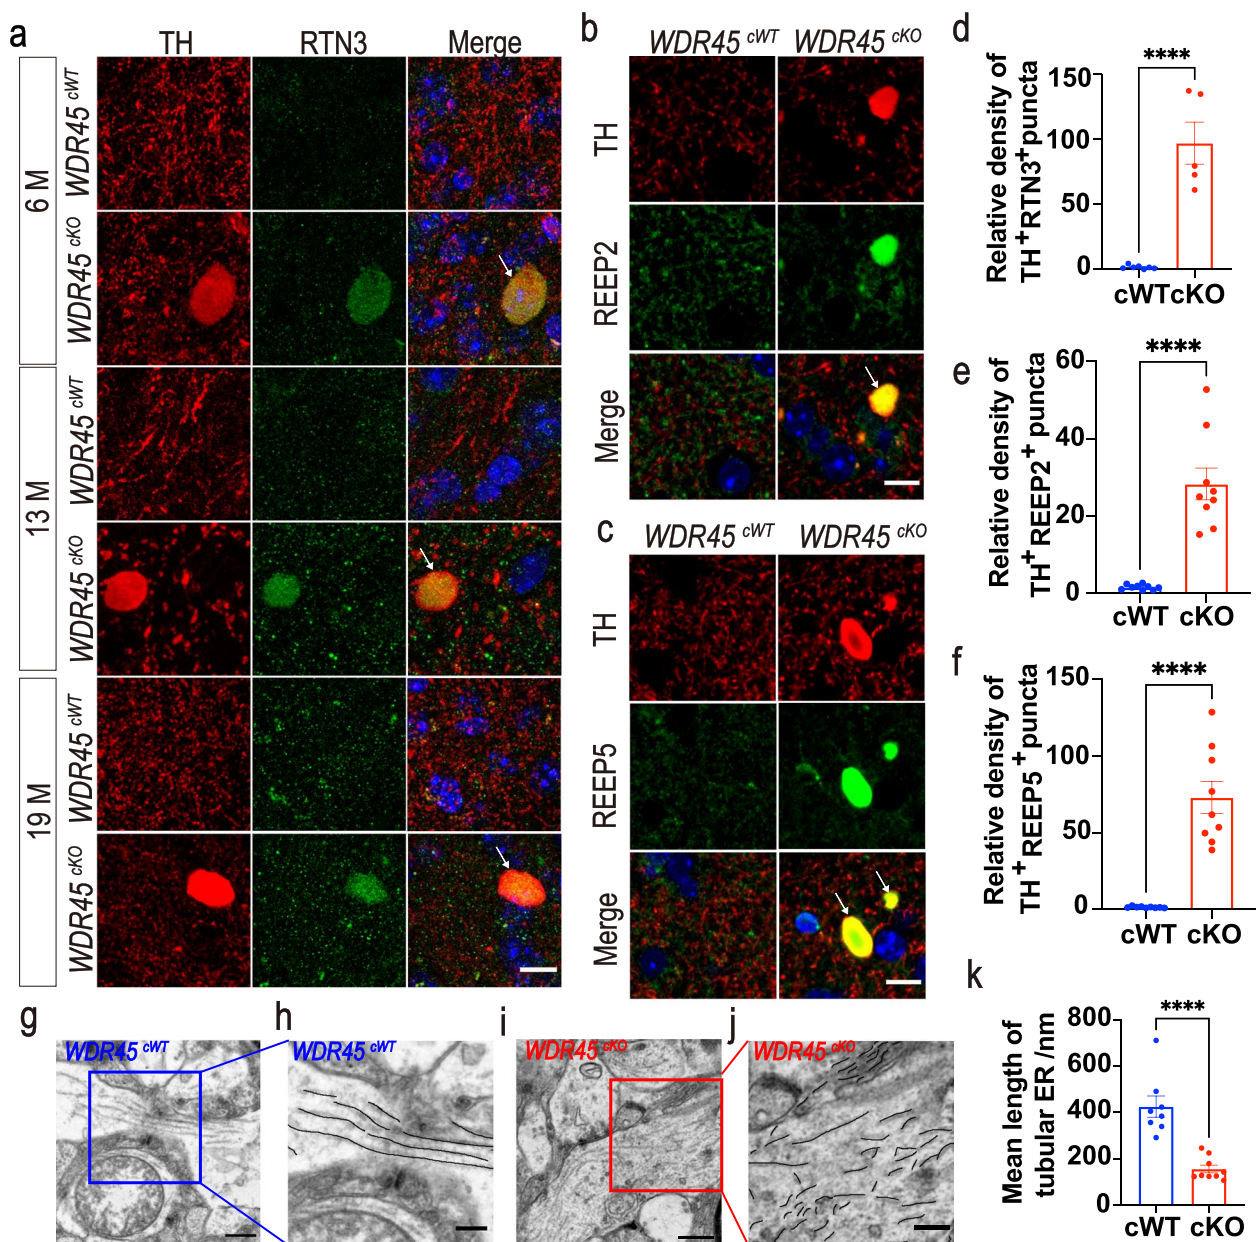 a
TH
RTN3
Merge
6 M
WDR45 cWT
WDR45 cKO
13 M
WDR45 cWT
WDR45 cKO
19 M
WDR45 cWT
WDR45 cKO
b
WDR45 cWT
WDR45 cKO
TH
REEP2
Merge
c
WDR45 cWT
WDR45 cKO
TH
REEP5
Merge
d
Relative density of
TH+RTN3+puncta
****
150
100
50
0
cWT cKO
e
Relative density of
TH+REEP2+ puncta
****
60
40
20
0
cWT cKO
f
Relative density of
TH+REEP5+puncta
****
150
100
50
0
cWT cKO
g
WDR45 cWT
h
WDR45 cWT
i
WDR45 cKO
j
WDR45 cKO
k
Mean length of
tubular ER /nm
****
800
600
400
200
0
cWT cKO